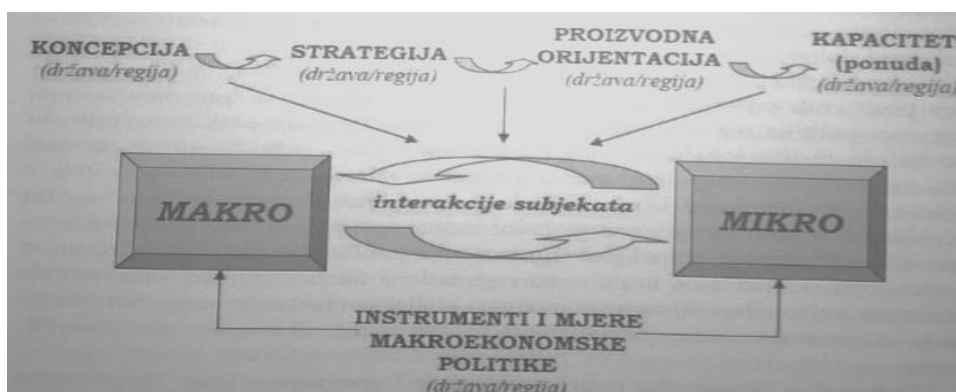 KONCEPCIJA
(država/regija)
STRATEGIJA
(država/regija)
PROIZVODNA
ORIJENTACIJA
(država/regija)
KAPACITET
(ponuda)
(država/regija)
MAKRO
interakcije subjekata
MIKRO
INSTRUMENTI I MJERE
MAKROEKONOMSKE
POLITIKE
(država/regija)